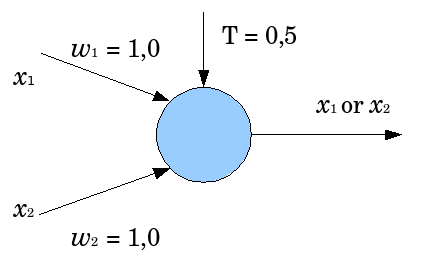 w₁ = 1,0
T = 0,5
x₁
x₁ or x₂
x₂
w₂ = 1,0